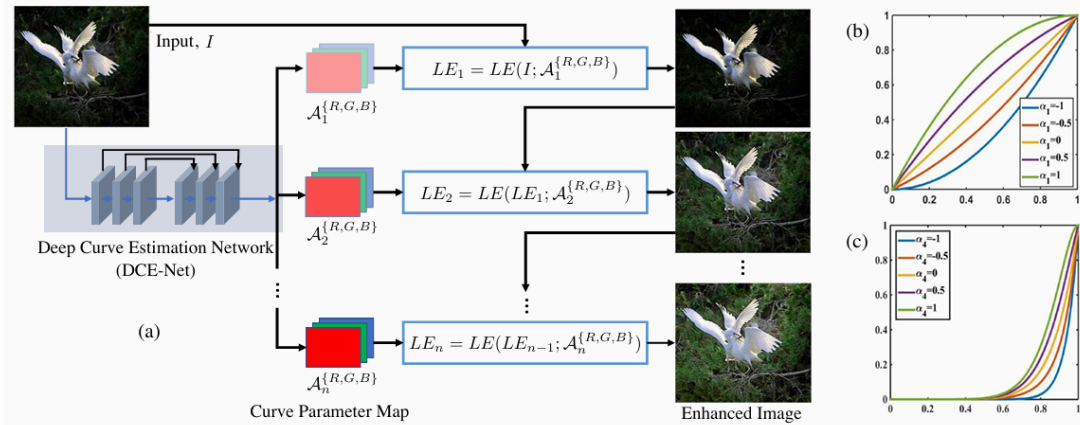 Input, I
LE₁ = LE(I; 𝒜₁^{R,G,B})
𝒜₁^{R,G,B}
LE₂ = LE(LE₁; 𝒜₂^{R,G,B})
𝒜₂^{R,G,B}
Deep Curve Estimation Network
(DCE-Net)
⋮
⋮
⋮
(a)
LEₙ = LE(LEₙ₋₁; 𝒜ₙ^{R,G,B})
𝒜ₙ^{R,G,B}
Curve Parameter Map
Enhanced Image
(b)
1
0.8
0.6
0.4
0.2
0
0 0.2 0.4 0.6 0.8 1
α₁=-1
α₁=-0.5
α₁=0
α₁=0.5
α₁=1
(c)
1
0.8
0.6
0.4
0.2
0
0 0.2 0.4 0.6 0.8 1
α₄=-1
α₄=-0.5
α₄=0
α₄=0.5
α₄=1